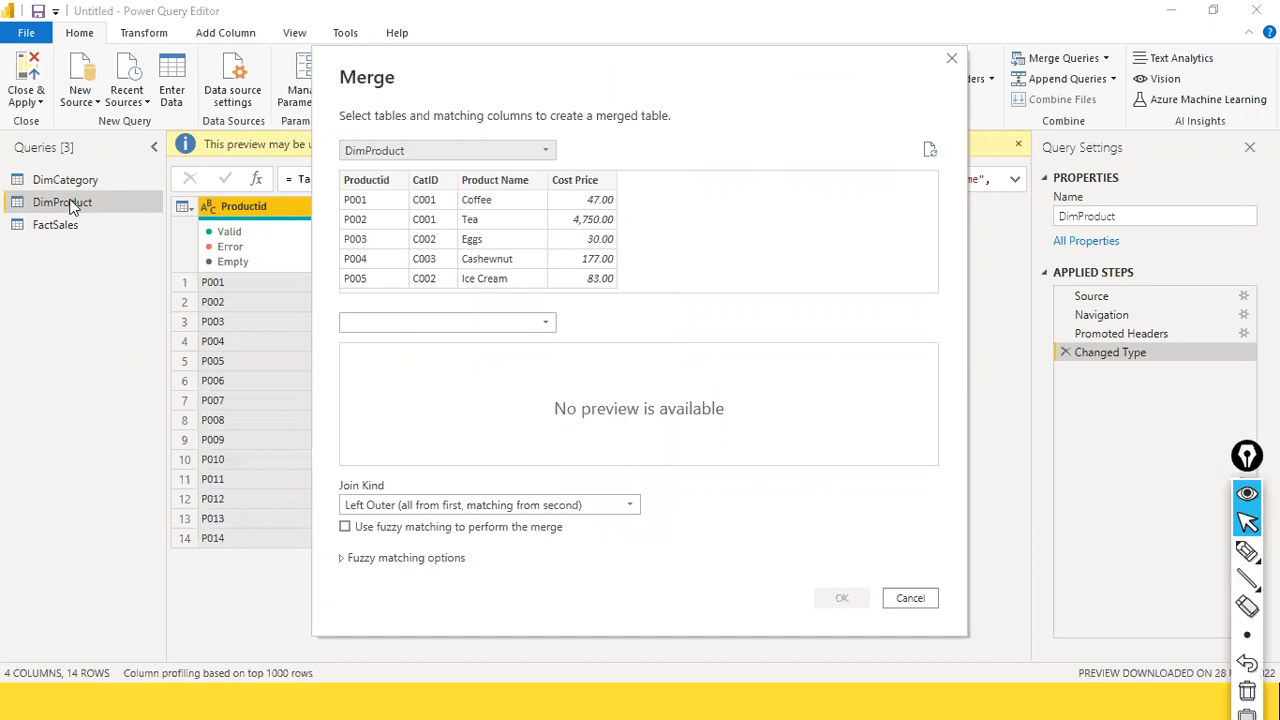 Untitled - Power Query Editor
File Home Transform Add Column View Tools Help
Close & Apply
New Source
Recent Sources
Enter Data
Data source settings
Merge Queries
Append Queries
Combine Files
Text Analytics
Vision
Azure Machine Learning
Close New Query Data Sources Combine AI Insights
Queries [3]
DimCategory
DimProduct
FactSales
This preview may be
= Ta
Productid
Valid
Error
Empty
1 P001
2 P002
3 P003
4 P004
5 P005
6 P006
7 P007
8 P008
9 P009
10 P010
11 P011
12 P012
13 P013
14 P014
Merge
Select tables and matching columns to create a merged table.
DimProduct
Productid CatID Product Name Cost Price
P001 C001 Coffee 47.00
P002 C001 Tea 4,750.00
P003 C002 Eggs 30.00
P004 C003 Cashewnut 177.00
P005 C002 Ice Cream 83.00
No preview is available
Join Kind
Left Outer (all from first, matching from second)
Use fuzzy matching to perform the merge
Fuzzy matching options
OK Cancel
Query Settings
PROPERTIES
Name
DimProduct
All Properties
APPLIED STEPS
Source
Navigation
Promoted Headers
Changed Type
4 COLUMNS, 14 ROWS Column profiling based on top 1000 rows
PREVIEW DOWNLOADED ON 28